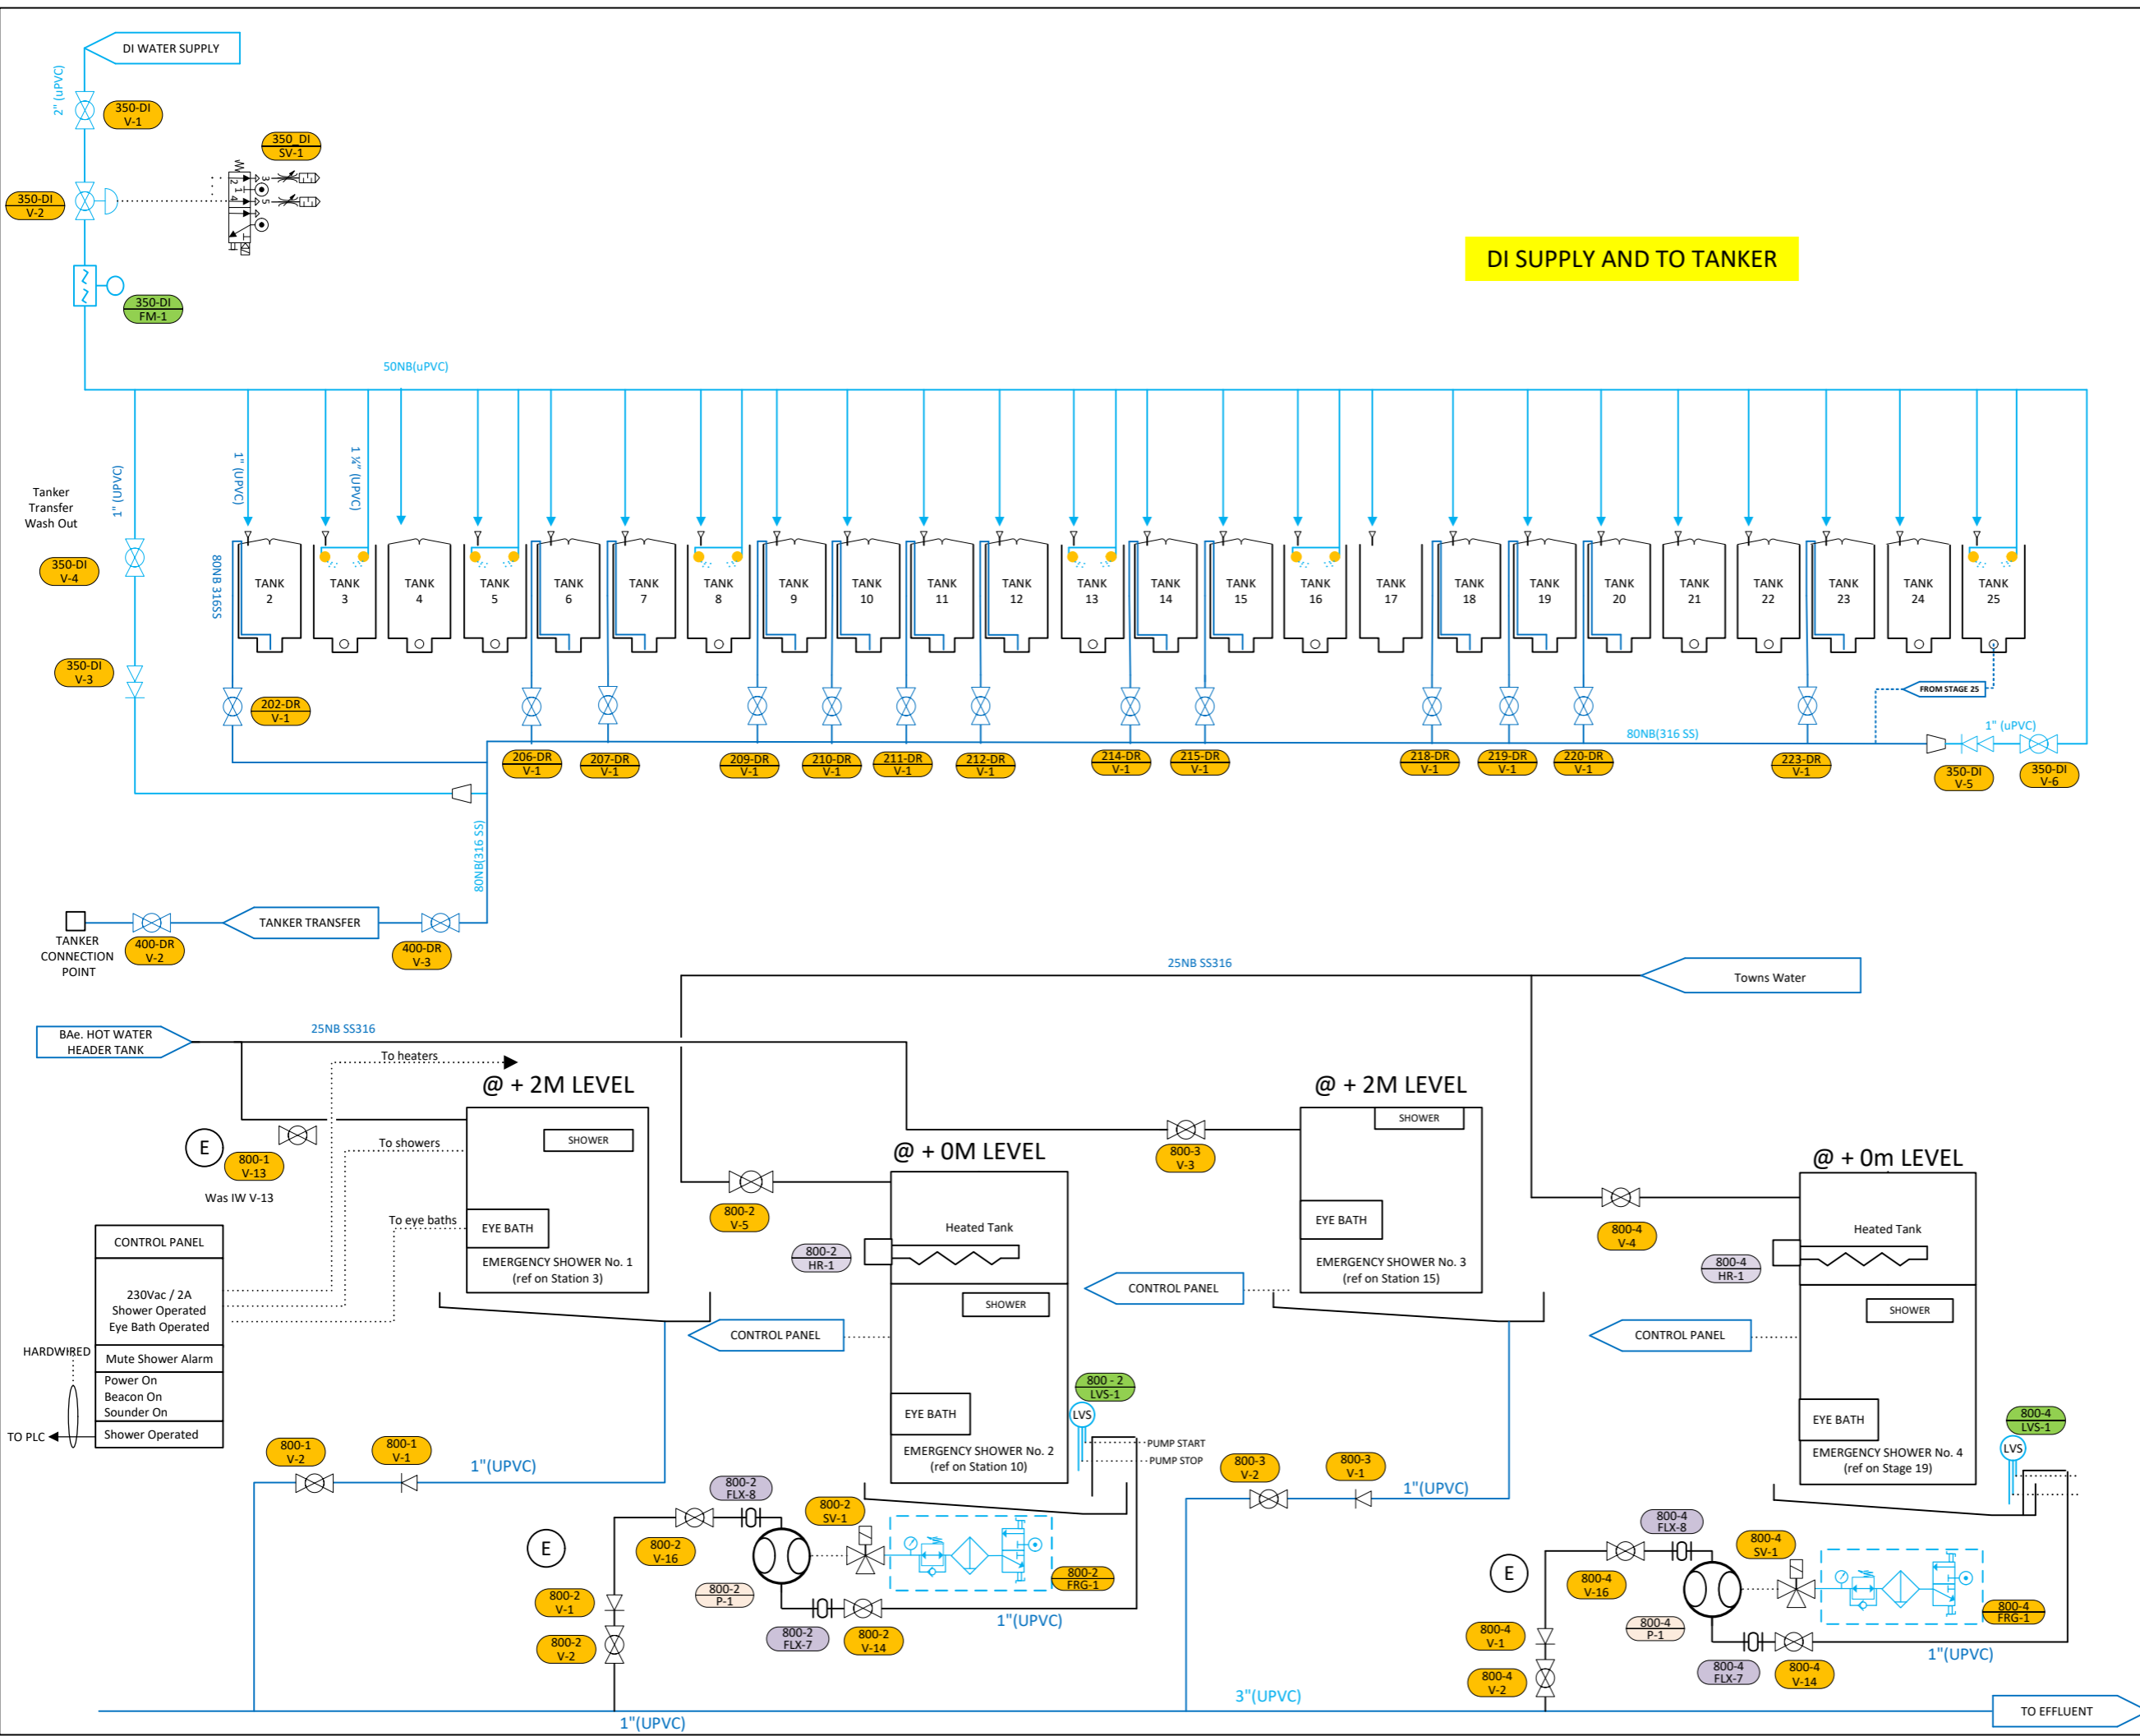 DI WATER SUPPLY
2" (uPVC)
350-DI
V-1
350_DI
SV-1
2
1
4
3
5
350-DI
V-2
350-DI
FM-1
DI SUPPLY AND TO TANKER
50NB(uPVC)
1" (UPVC)
1" (UPVC)
1 ¼" (UPVC)
Tanker
Transfer
Wash Out
350-DI
V-4
350-DI
V-3
80NB 316SS
TANK
2
TANK
3
TANK
4
TANK
5
TANK
6
TANK
7
TANK
8
TANK
9
TANK
10
TANK
11
TANK
12
TANK
13
TANK
14
TANK
15
TANK
16
TANK
17
TANK
18
TANK
19
TANK
20
TANK
21
TANK
22
TANK
23
TANK
24
TANK
25
FROM STAGE 25
202-DR
V-1
206-DR
V-1
207-DR
V-1
209-DR
V-1
210-DR
V-1
211-DR
V-1
212-DR
V-1
214-DR
V-1
215-DR
V-1
218-DR
V-1
219-DR
V-1
220-DR
V-1
223-DR
V-1
80NB(316 SS)
1" (uPVC)
350-DI
V-5
350-DI
V-6
80NB(316 SS)
TANKER TRANSFER
TANKER
CONNECTION
POINT
400-DR
V-2
400-DR
V-3
25NB SS316
Towns Water
BAe. HOT WATER
HEADER TANK
25NB SS316
To heaters
@ + 2M LEVEL
SHOWER
To showers
E
800-1
V-13
Was IW V-13
To eye baths
EYE BATH
EMERGENCY SHOWER No. 1
(ref on Station 3)
CONTROL PANEL
230Vac / 2A
Shower Operated
Eye Bath Operated
HARDWIRED
Mute Shower Alarm
Power On
Beacon On
Sounder On
TO PLC
Shower Operated
800-1
V-2
800-1
V-1
1"(UPVC)
@ + 0M LEVEL
800-2
V-5
Heated Tank
800-2
HR-1
SHOWER
CONTROL PANEL
EYE BATH
EMERGENCY SHOWER No. 2
(ref on Station 10)
800 - 2
LVS-1
LVS
PUMP START
PUMP STOP
800-2
FLX-8
800-2
SV-1
800-2
V-16
E
800-2
P-1
800-2
FRG-1
800-2
V-1
800-2
V-2
800-2
FLX-7
800-2
V-14
1"(UPVC)
@ + 2M LEVEL
SHOWER
800-3
V-3
EYE BATH
EMERGENCY SHOWER No. 3
(ref on Station 15)
CONTROL PANEL
800-3
V-2
800-3
V-1
1"(UPVC)
@ + 0m LEVEL
800-4
V-4
Heated Tank
800-4
HR-1
SHOWER
CONTROL PANEL
EYE BATH
EMERGENCY SHOWER No. 4
(ref on Stage 19)
800-4
LVS-1
LVS
800-4
FLX-8
800-4
SV-1
800-4
V-16
E
800-4
P-1
800-4
FRG-1
800-4
V-1
800-4
V-2
800-4
FLX-7
800-4
V-14
1"(UPVC)
3"(UPVC)
1"(UPVC)
TO EFFLUENT